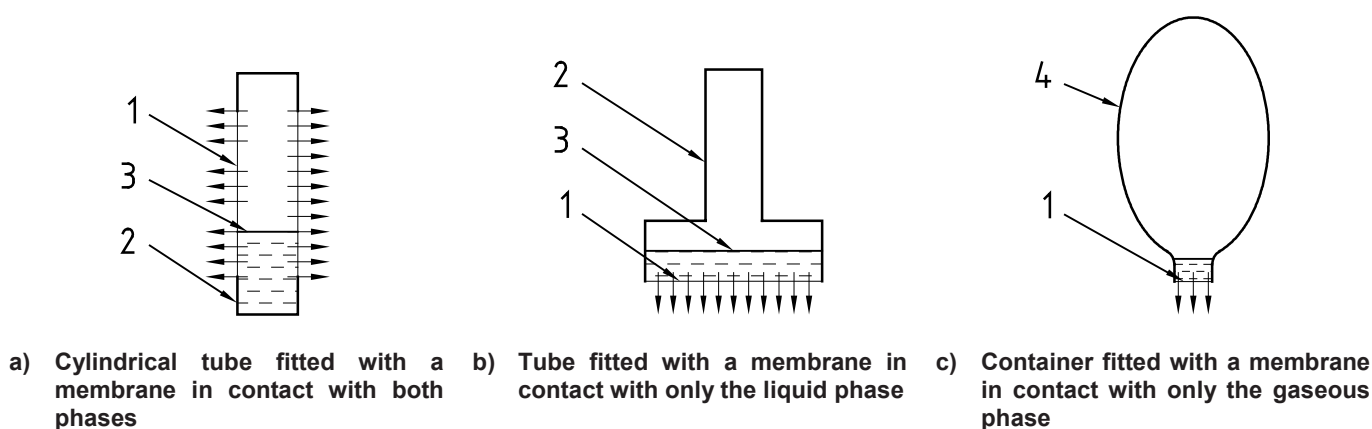 1
3
2
2
3
1
4
1
a) Cylindrical tube fitted with a
membrane in contact with both
phases
b) Tube fitted with a membrane in
contact with only the liquid phase
c) Container fitted with a membrane
in contact with only the gaseous
phase